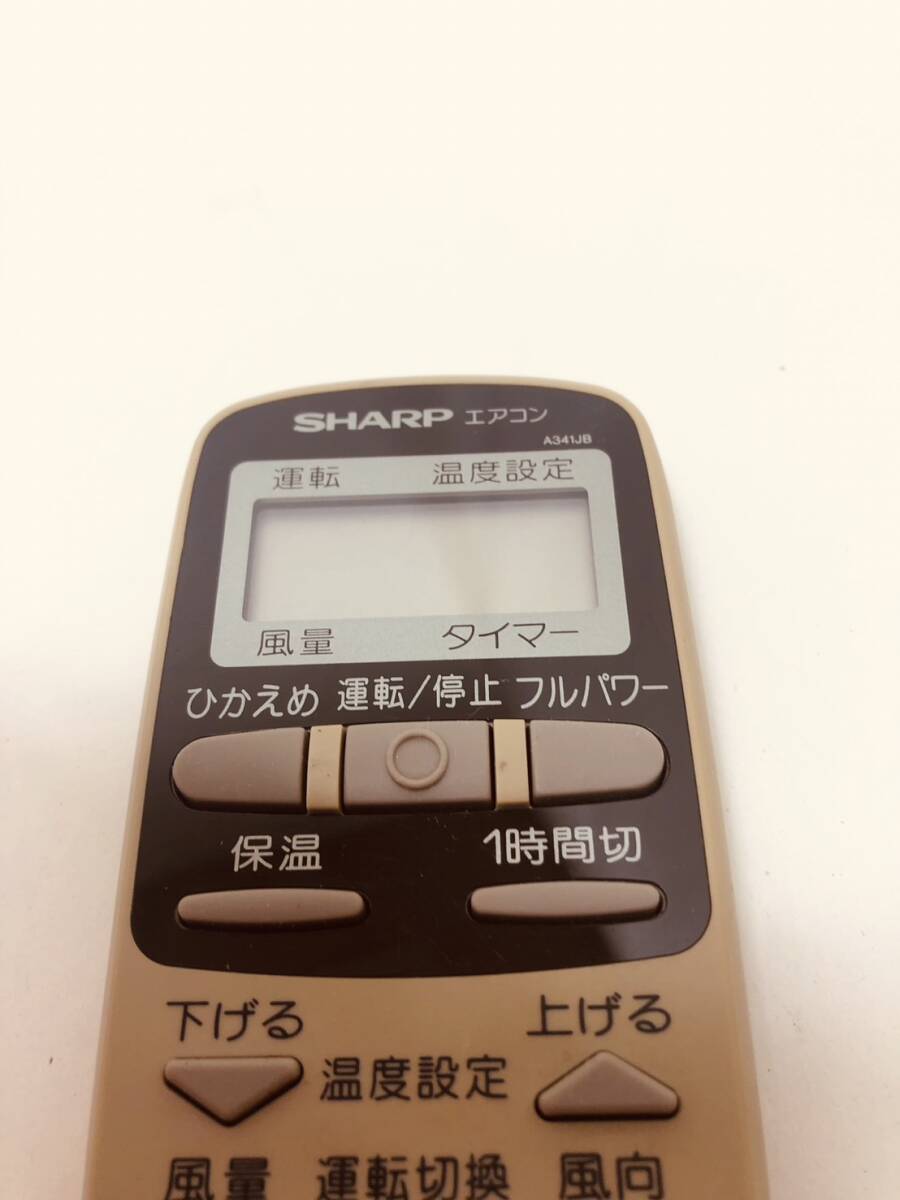 SHARP エアコン
A341JB
運転 温度設定
風量 タイマー
ひかえめ 運転/停止 フルパワー
保温 1時間切
下げる 上げる
温度設定
風量 運転切換 風向